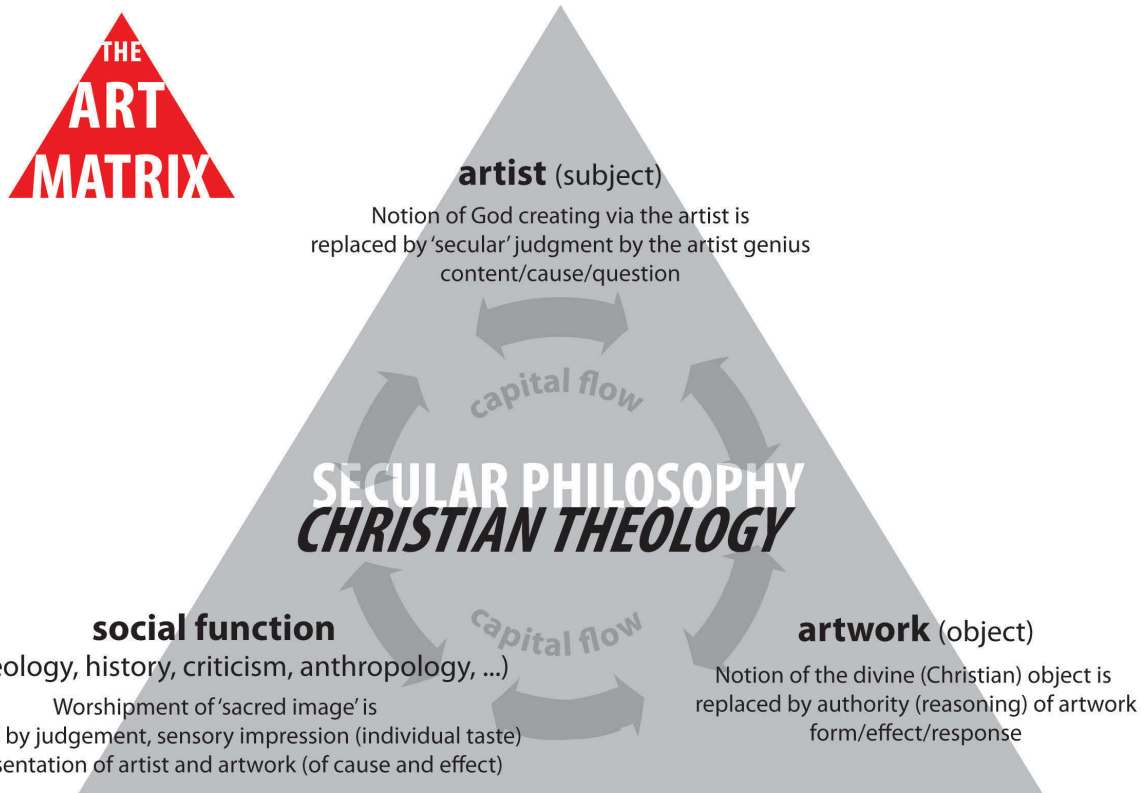 THE
ART
MATRIX
artist (subject)
Notion of God creating via the artist is
replaced by ‘secular’ judgment by the artist genius
content/cause/question
capital flow
SECULAR PHILOSOPHY
CHRISTIAN THEOLOGY
capital flow
social function
history, criticism, anthropology, ...)
Worshipment of ‘sacred image’ is
by judgement, sensory impression (individual taste)
of artist and artwork (of cause and effect)
artwork (object)
Notion of the divine (Christian) object is
replaced by authority (reasoning) of artwork
form/effect/response